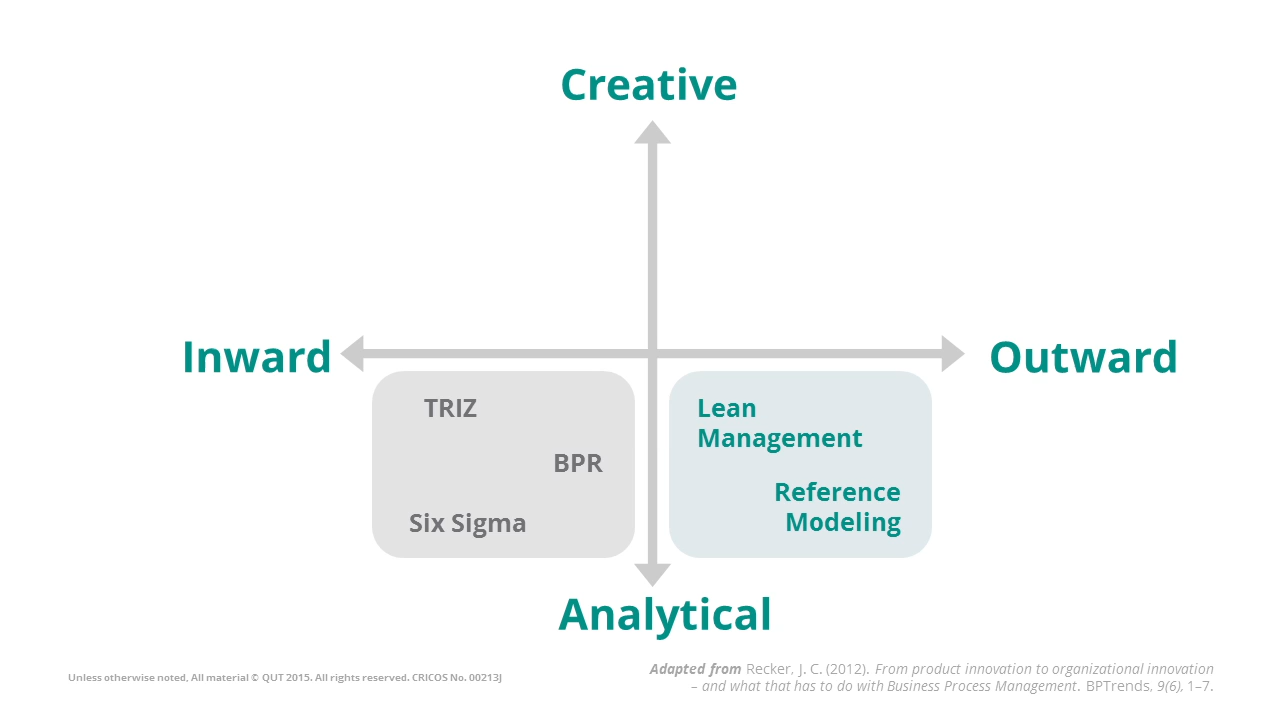 Creative
Inward
Outward
TRIZ
BPR
Six Sigma
Lean
Management
Reference
Modeling
Analytical
Unless otherwise noted, All material © QUT 2015. All rights reserved. CRICOS No. 00213J
Adapted from Recker, J. C. (2012). From product innovation to organizational innovation
– and what that has to do with Business Process Management. BPTrends, 9(6), 1–7.